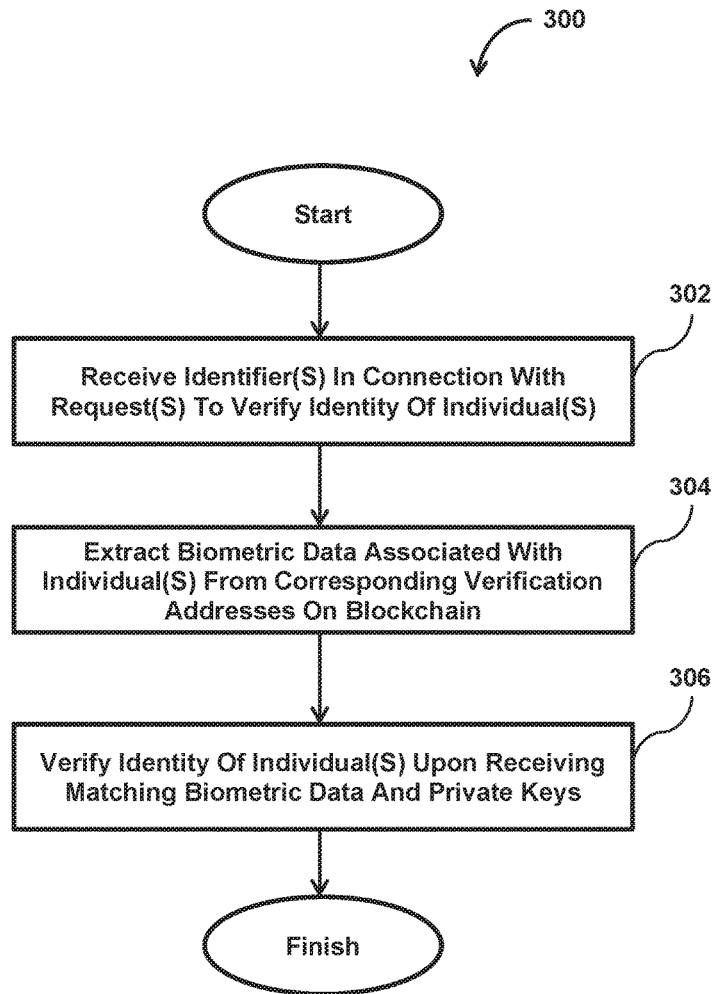 300
Start
302
Receive Identifier(S) In Connection With
Request(S) To Verify Identity Of Individual(S)
304
Extract Biometric Data Associated With
Individual(S) From Corresponding Verification
Addresses On Blockchain
306
Verify Identity Of Individual(S) Upon Receiving
Matching Biometric Data And Private Keys
Finish